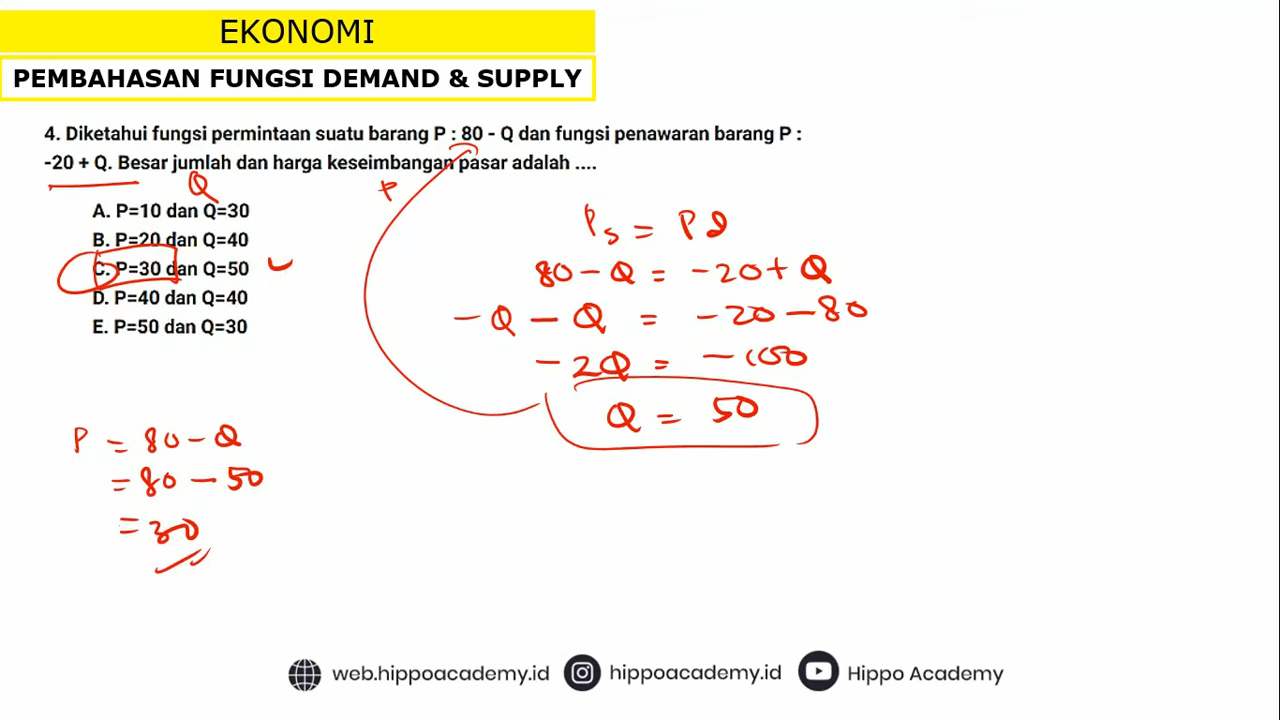 EKONOMI
PEMBAHASAN FUNGSI DEMAND & SUPPLY
4. Diketahui fungsi permintaan suatu barang P : 80 - Q dan fungsi penawaran barang P :
-20 + Q. Besar jumlah dan harga keseimbangan pasar adalah ....
Q
P
A. P=10 dan Q=30
B. P=20 dan Q=40
C. P=30 dan Q=50
D. P=40 dan Q=40
E. P=50 dan Q=30
Ps = Pd
80 - Q = -20 + Q
- Q - Q = -20 - 80
- 2Q = - 100
Q = 50
P = 80 - Q
= 80 - 50
= 30
web.hippoacademy.id hippoacademy.id Hippo Academy